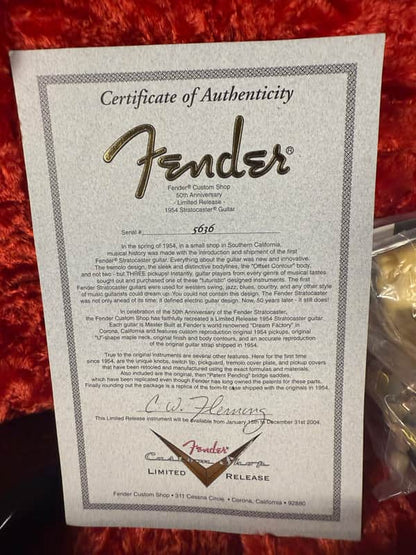 Certificate of Authenticity
Fender®
Fender® Custom Shop
50th Anniversary
- Limited Release -
1954 Stratocaster® Guitar
Serial # 5636
In the spring of 1954, in a small shop in Southern California,
musical history was made with the introduction and shipment of the first
Fender® Stratocaster guitar. Everything about the guitar was new and innovative.
The tremolo design, the sleek and distinctive bodylines, the "Offset Contour" body,
and not two - but THREE pickups! Instantly, guitar players from every genre of musical tastes
sought out and purchased one of these "futuristic" designed instruments. The first
Fender Stratocaster guitars were used for western swing, jazz, blues, country, and any other style
of music guitarists could dream up. You could not contain this guitar. The Fender Stratocaster
was not only ahead of its time; it defined electric guitar design. Now, 50 years later - it still does!
In celebration of the 50th Anniversary of the Fender Stratocaster,
the Fender Custom Shop has faithfully recreated a Limited Release 1954 Stratocaster guitar.
Each guitar is Master Built at Fender's world renowned "Dream Factory" in
Corona, California and features custom reproduction original 1954 pickups, original
"U"-shape maple neck, original finish and body contours, and an accurate reproduction
of the original guitar strap shipped in 1954.
True to the original instruments are several other features. Here for the first time
since 1954, are the unique knobs, switch tip, pickguard, tremolo cover plate, and pickup covers
that have been retooled and manufactured using the exact formulas and materials.
Also included are the original, then "Patent Pending" bridge saddles,
which have been replicated even though Fender has long owned the patents for these parts.
Finally rounding out the package is a replica of the form-fit case shipped with the originals in 1954.
C.W. Fleming
This Limited Release instrument will be available from January 15th to December 31st 2004.
Fender
Custom Shop
LIMITED RELEASE
Fender Custom Shop • 311 Cessna Circle • Corona, California • 92880